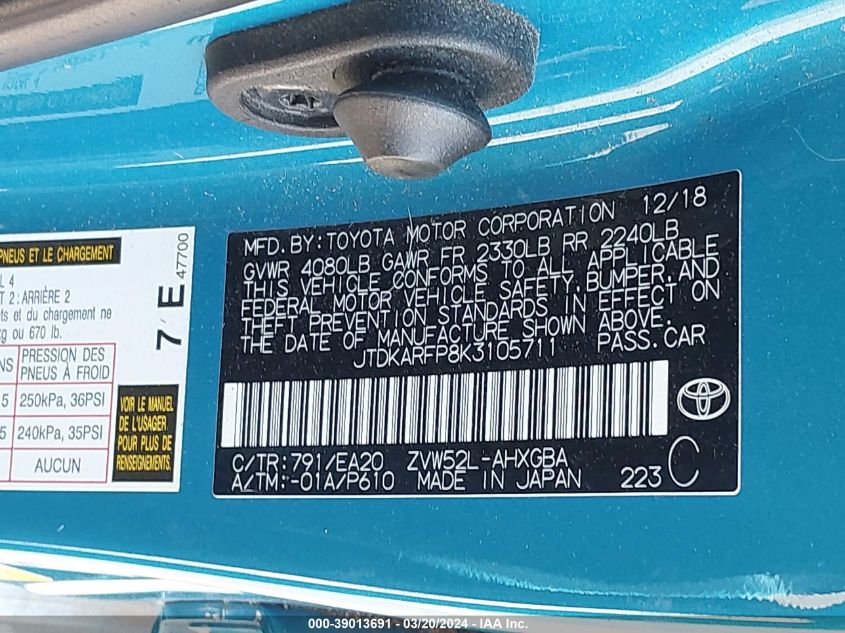 PNEUS ET LE CHARGEMENT
L 4
T 2 : ARRIÈRE 2
ts et du chargement ne
kg ou 670 lb.
NS PRESSION DES PNEUS À FROID
5 250kPa, 36PSI
5 240kPa, 35PSI
AUCUN
7 E 47700
VOIR LE MANUEL
DE L'USAGER
POUR PLUS DE
RENSEIGNEMENTS
MFD. BY: TOYOTA MOTOR CORPORATION 12/18
GVWR 4080LB GAWR FR 2330LB RR 2240LB
THIS VEHICLE CONFORMS TO ALL APPLICABLE
FEDERAL MOTOR VEHICLE SAFETY, BUMPER, AND
THEFT PREVENTION STANDARDS IN EFFECT ON
THE DATE OF MANUFACTURE SHOWN ABOVE.
JTDKARFP8K3105711 PASS. CAR
C/TR: 791/EA20 ZVW52L-AHXGBA
A/TM: -01A/P610 MADE IN JAPAN 223 C
000-39013691 - 03/20/2024 - IAA, Inc.